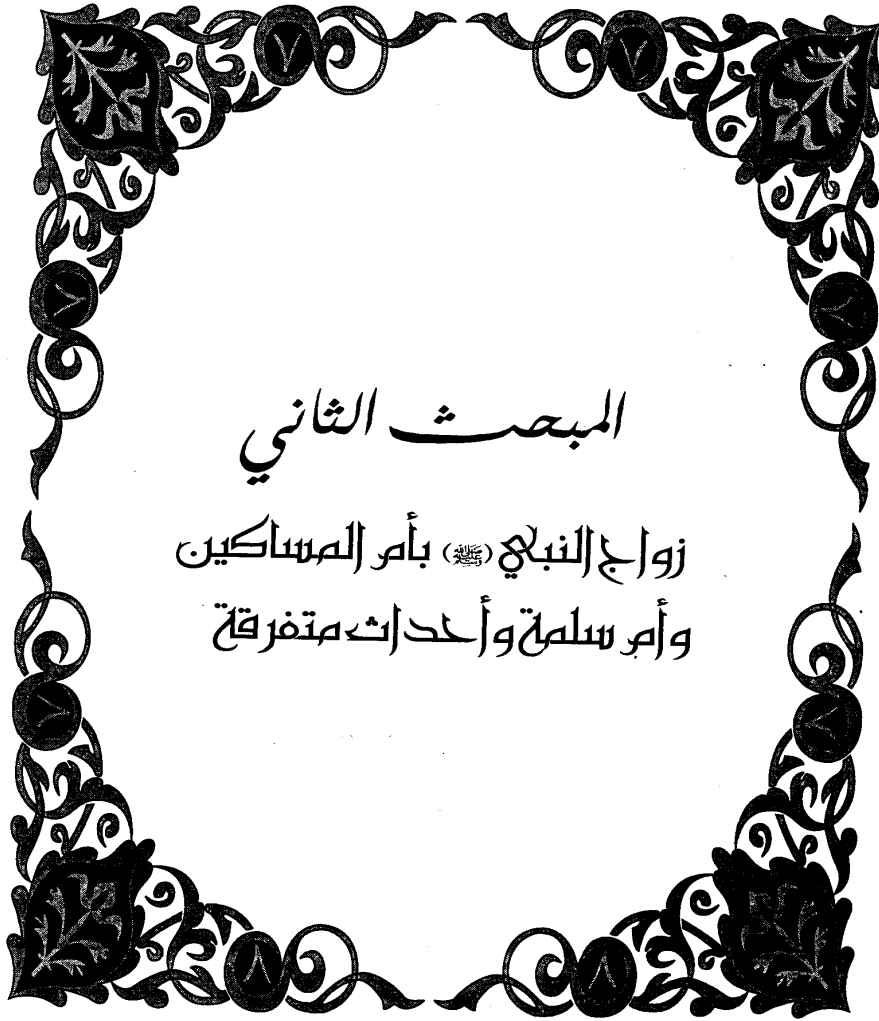 المبحث الثاني
زواج النبي (ﷺ) بأم المساكين
وأم سلمة وأحداث متفرقة